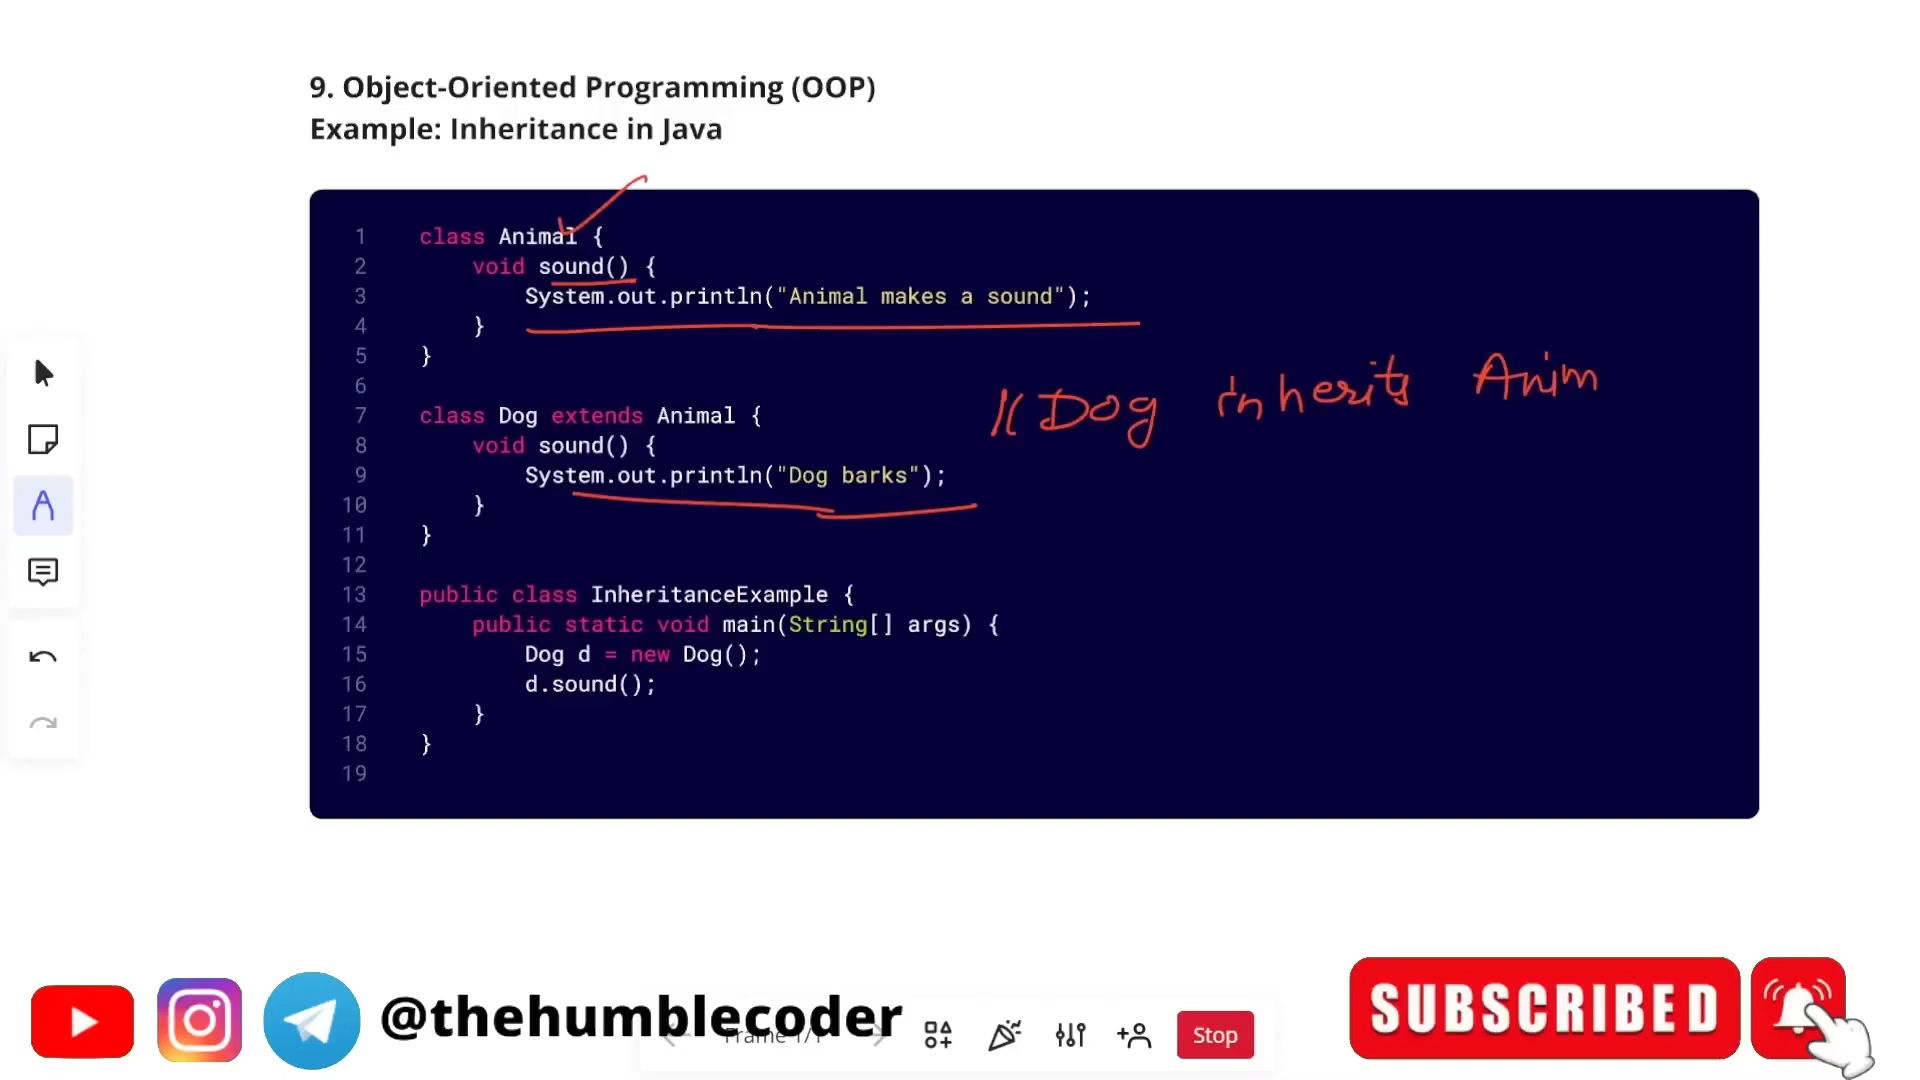 9. Object-Oriented Programming (OOP)
Example: Inheritance in Java
1 class Animal {
2 void sound() {
3 System.out.println("Animal makes a sound");
4 }
5 }
6
7 class Dog extends Animal {
8 void sound() {
9 System.out.println("Dog barks");
10 }
11 }
12
13 public class InheritanceExample {
14 public static void main(String[] args) {
15 Dog d = new Dog();
16 d.sound();
17 }
18 }
19
// Dog inherits Anim
@thehumblecoder
Frame 1/1
Stop
SUBSCRIBED